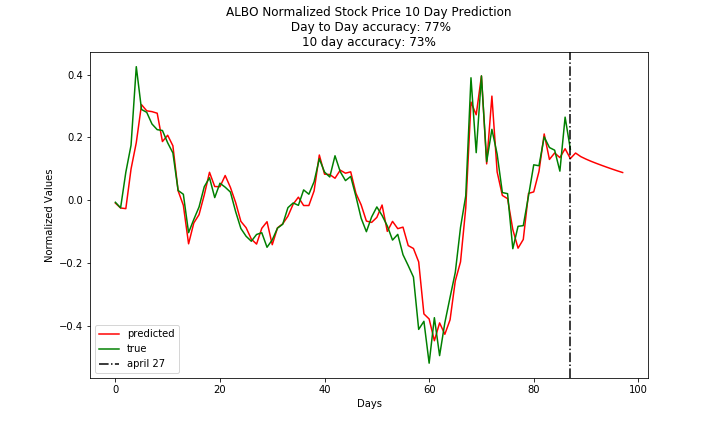 ALBO Normalized Stock Price 10 Day Prediction
Day to Day accuracy: 77%
10 day accuracy: 73%
0.4
0.2
0.0
−0.2
−0.4
Normalized Values
predicted
true
april 27
0 20 40 60 80 100
Days